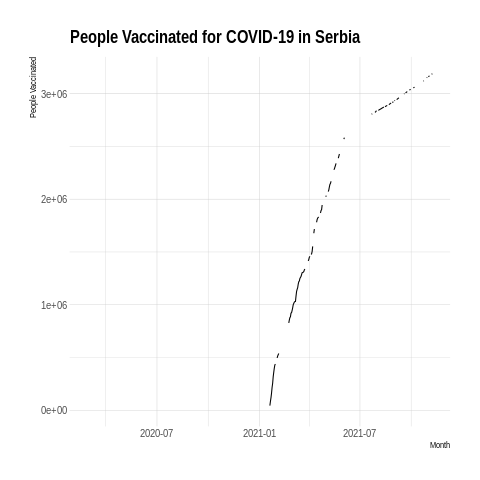 People Vaccinated for COVID-19 in Serbia
People Vaccinated
3e+06
2e+06
1e+06
0e+00
2020-07
2021-01
2021-07
Month